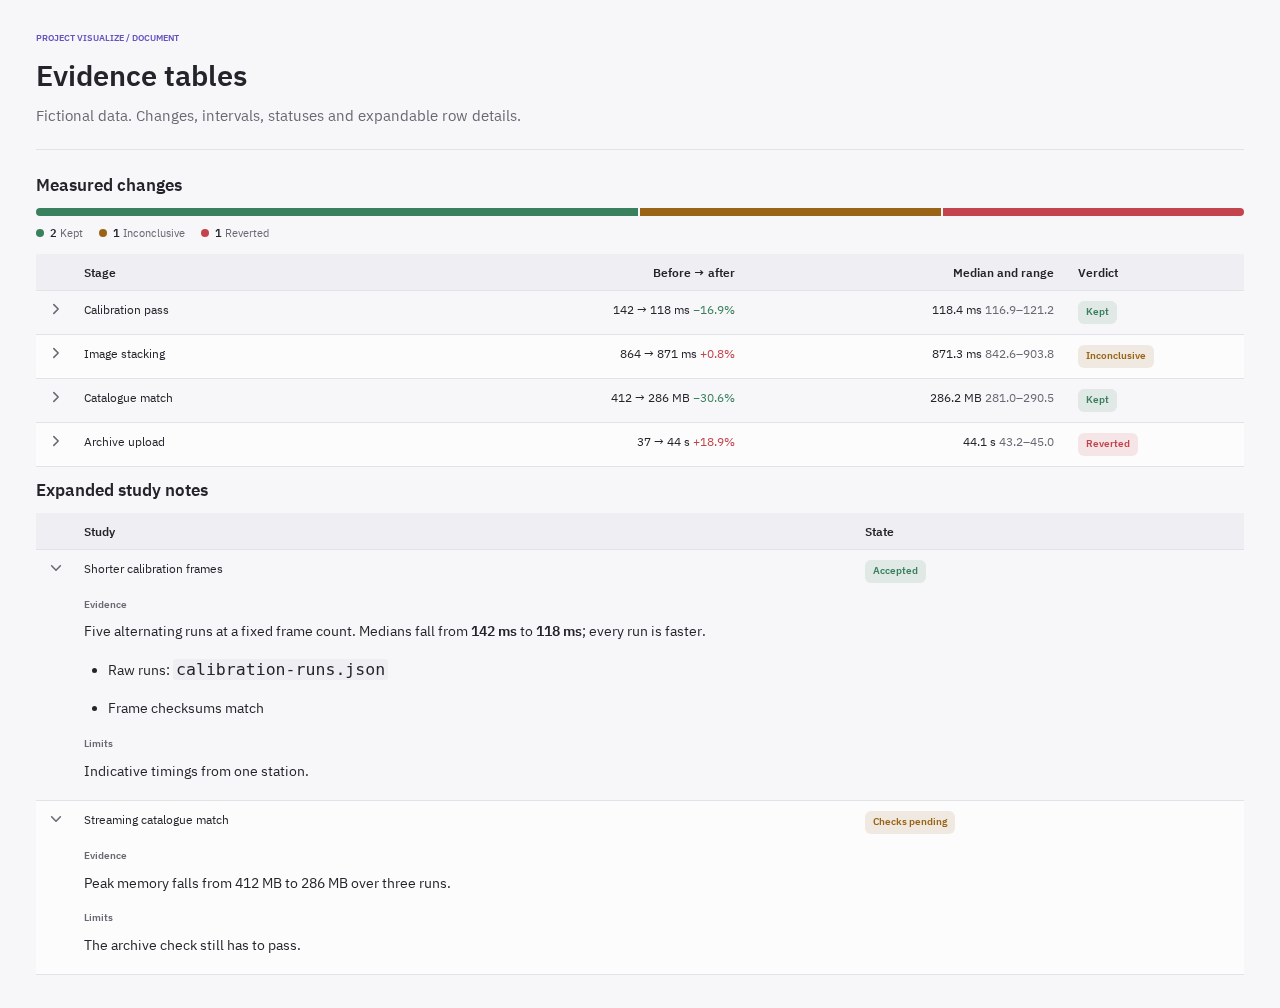 PROJECT VISUALIZE / DOCUMENT
Evidence tables
Fictional data. Changes, intervals, statuses and expandable row details.
Measured changes
2 Kept 1 Inconclusive 1 Reverted
Stage Before → after Median and range Verdict
Calibration pass 142 → 118 ms −16.9% 118.4 ms 116.9–121.2 Kept
Image stacking 864 → 871 ms +0.8% 871.3 ms 842.6–903.8 Inconclusive
Catalogue match 412 → 286 MB −30.6% 286.2 MB 281.0–290.5 Kept
Archive upload 37 → 44 s +18.9% 44.1 s 43.2–45.0 Reverted
Expanded study notes
Study State
Shorter calibration frames Accepted
Evidence
Five alternating runs at a fixed frame count. Medians fall from 142 ms to 118 ms; every run is faster.
• Raw runs: calibration-runs.json
• Frame checksums match
Limits
Indicative timings from one station.
Streaming catalogue match Checks pending
Evidence
Peak memory falls from 412 MB to 286 MB over three runs.
Limits
The archive check still has to pass.